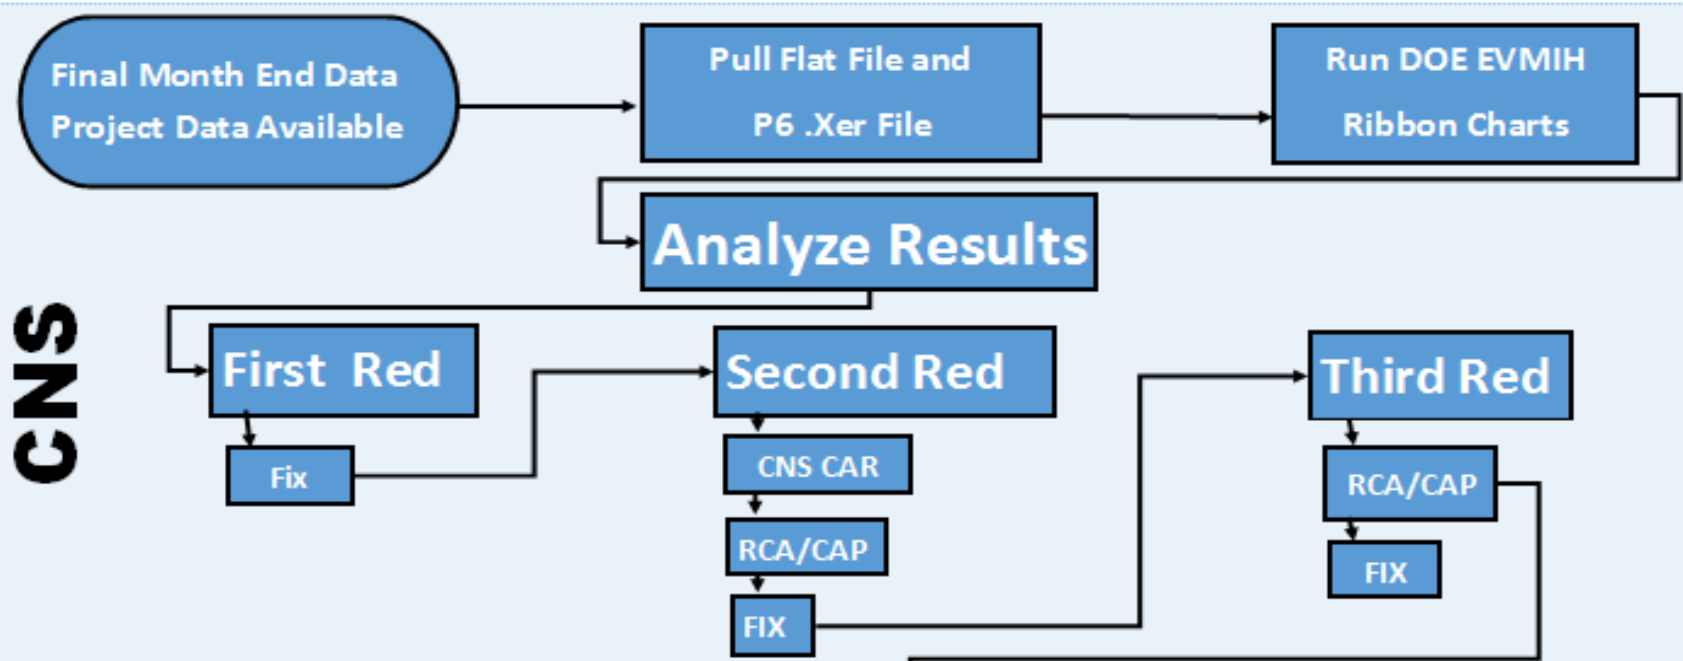 Final Month End Data
Project Data Available
Pull Flat File and
P6 .Xer File
Run DOE EVMIH
Ribbon Charts
Analyze Results
CNS
First Red
Fix
Second Red
CNS CAR
RCA/CAP
FIX
Third Red
RCA/CAP
FIX